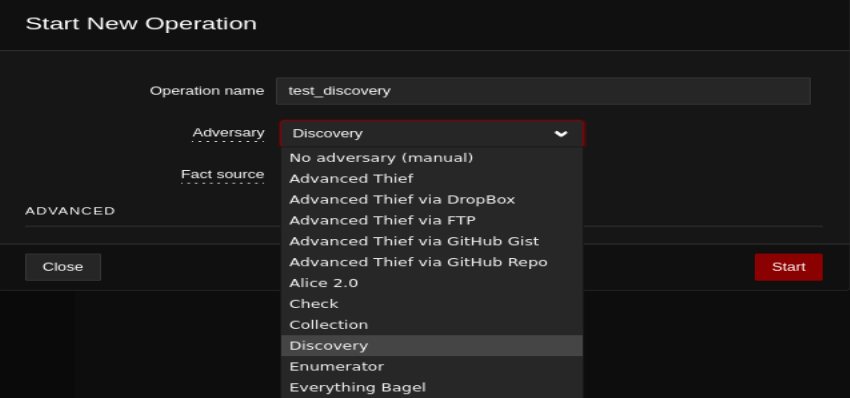 Start New Operation
Operation name test_discovery
Adversary Discovery
No adversary (manual)
Advanced Thief
Fact source
Advanced Thief via DropBox
ADVANCED
Advanced Thief via FTP
Advanced Thief via GitHub Gist
Advanced Thief via GitHub Repo
Close
Start
Alice 2.0
Check
Collection
Discovery
Enumerator
Everything Bagel